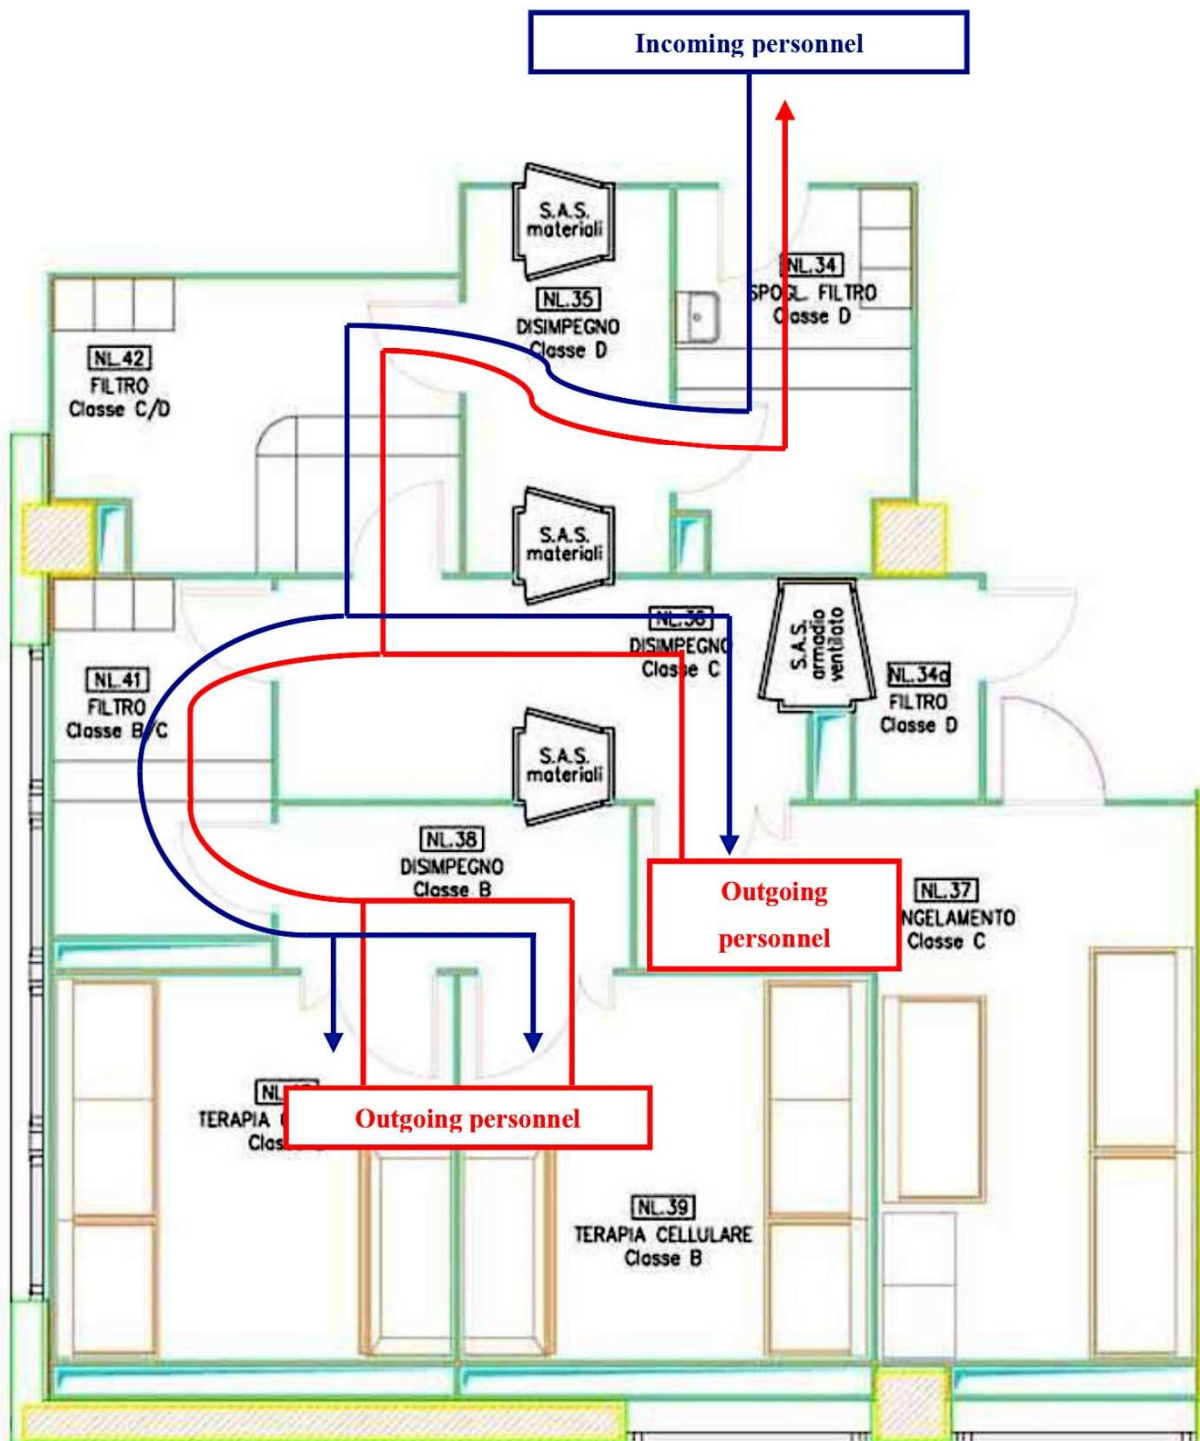 Incoming personnel
S.A.S.
materiali
NL.34
SPOGL. FILTRO
Classe D
NL.35
DISIMPEGNO
Classe D
NL.42
FILTRO
Classe C/D
S.A.S.
materiali
NL.36
DISIMPEGNO
Classe C
S.A.S.
armadio
ventilato
NL.34a
FILTRO
Classe D
NL.41
FILTRO
Classe B/C
S.A.S.
materiali
NL.38
DISIMPEGNO
Classe B
Outgoing
personnel
NL.37
NGELAMENTO
Classe C
TERAPIA
Outgoing personnel
NL.39
TERAPIA CELLULARE
Classe B